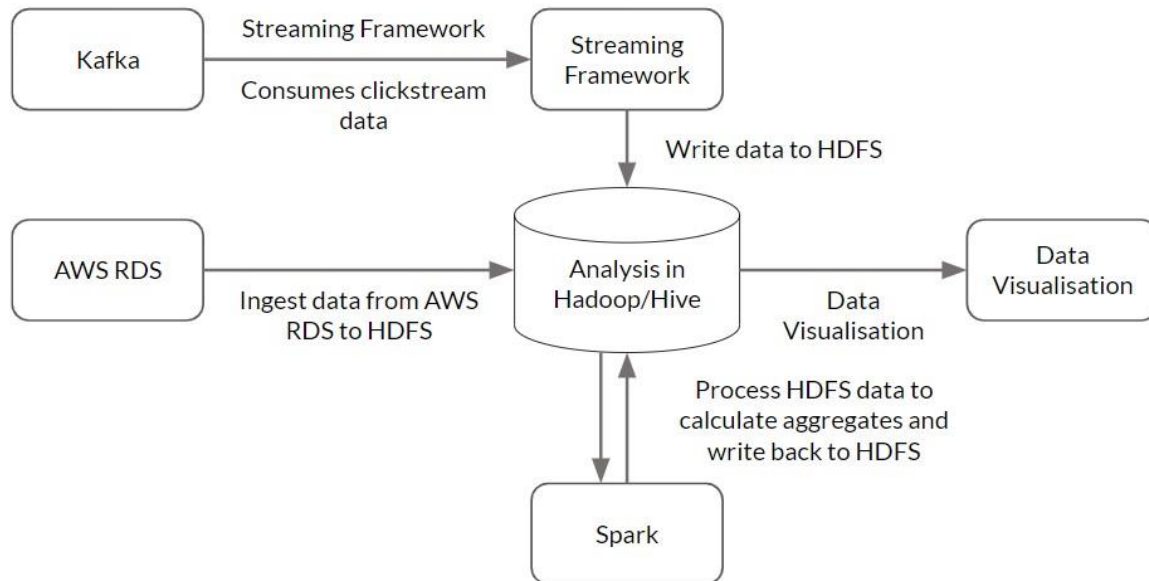 Kafka
Streaming Framework
Consumes clickstream
data
Streaming
Framework
Write data to HDFS
AWS RDS
Ingest data from AWS
RDS to HDFS
Analysis in
Hadoop/Hive
Data
Visualisation
Data
Visualisation
Process HDFS data to
calculate aggregates and
write back to HDFS
Spark